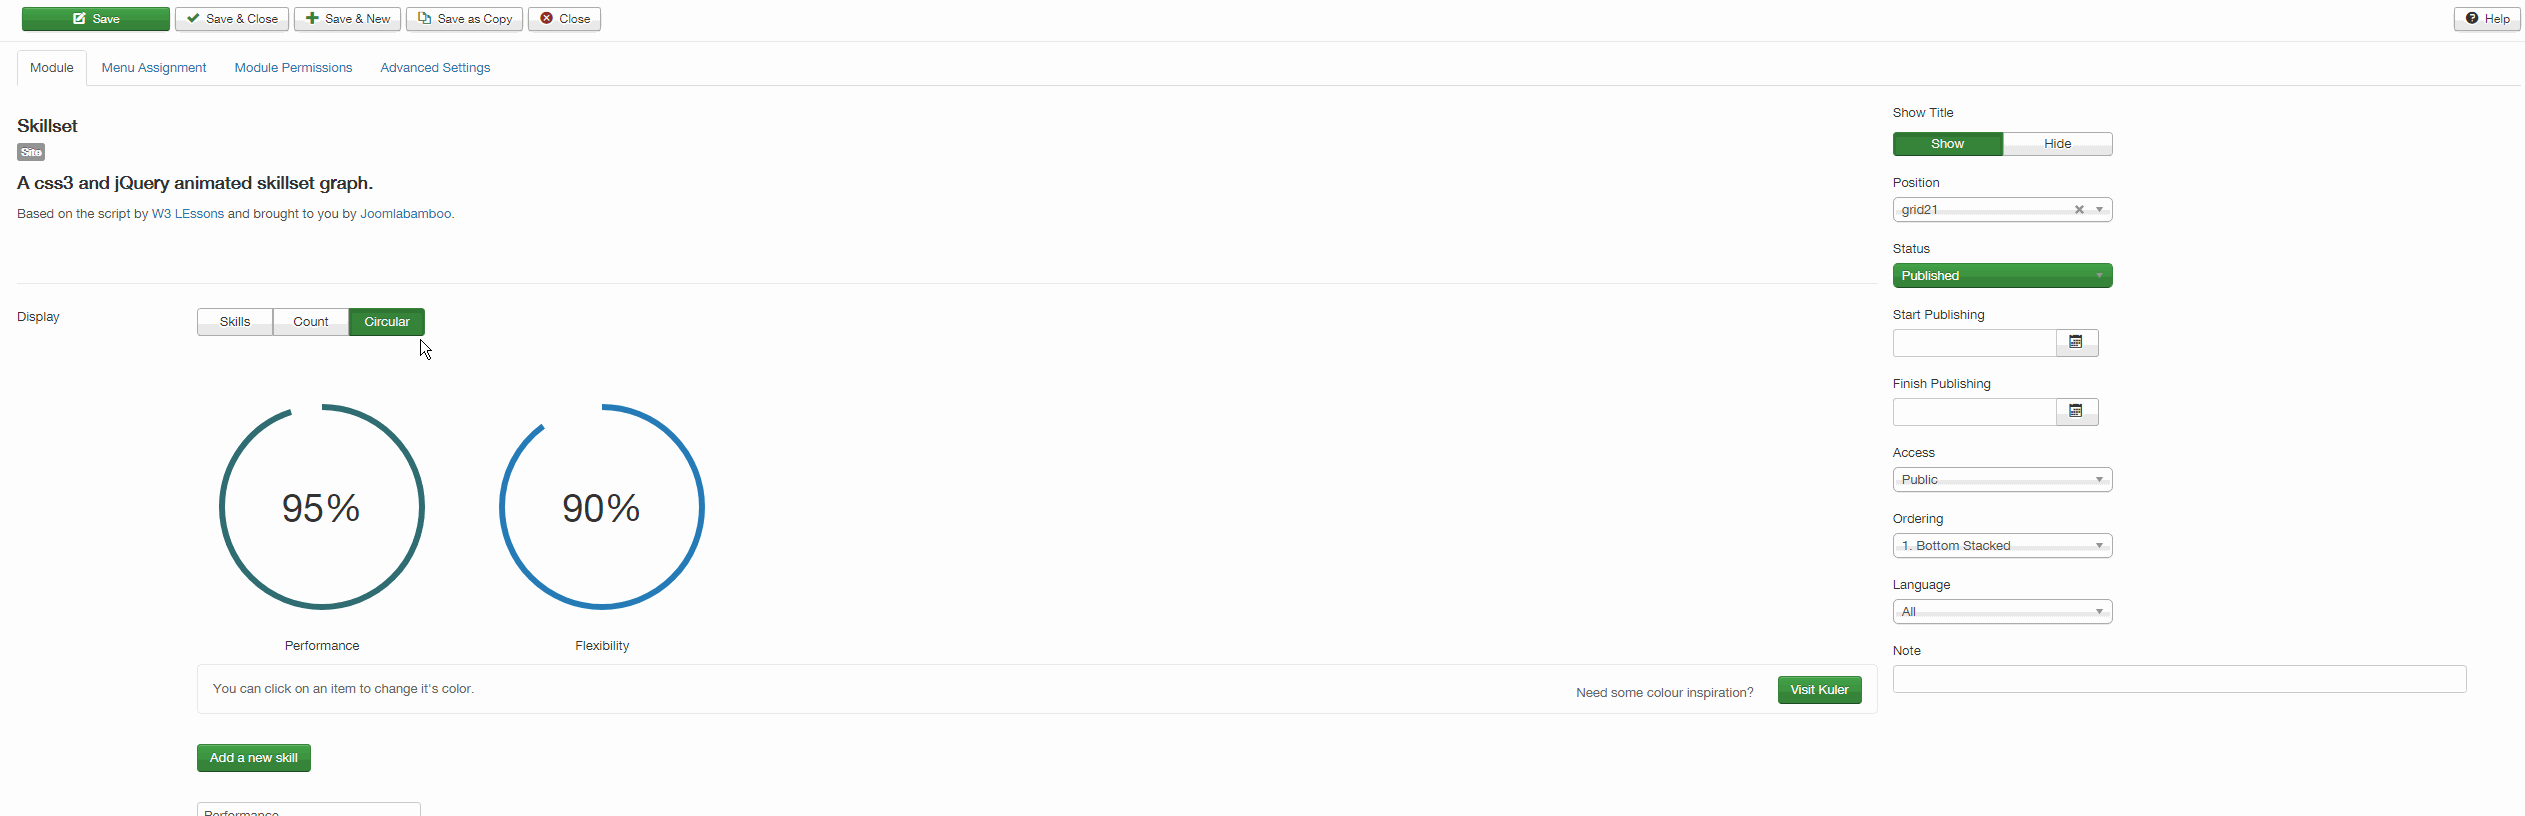 Save Save & Close Save & New Save as Copy Close Help
Module Menu Assignment Module Permissions Advanced Settings
Skillset
Site
A css3 and jQuery animated skillset graph.
Based on the script by W3 LEssons and brought to you by Joomlabamboo.
Display Skills Count Circular
95% 90%
Performance Flexibility
You can click on an item to change it's color. Need some colour inspiration? Visit Kuler
Add a new skill
Performance
Show Title
Show Hide
Position
grid21
Status
Published
Start Publishing
Finish Publishing
Access
Public
Ordering
1. Bottom Stacked
Language
All
Note